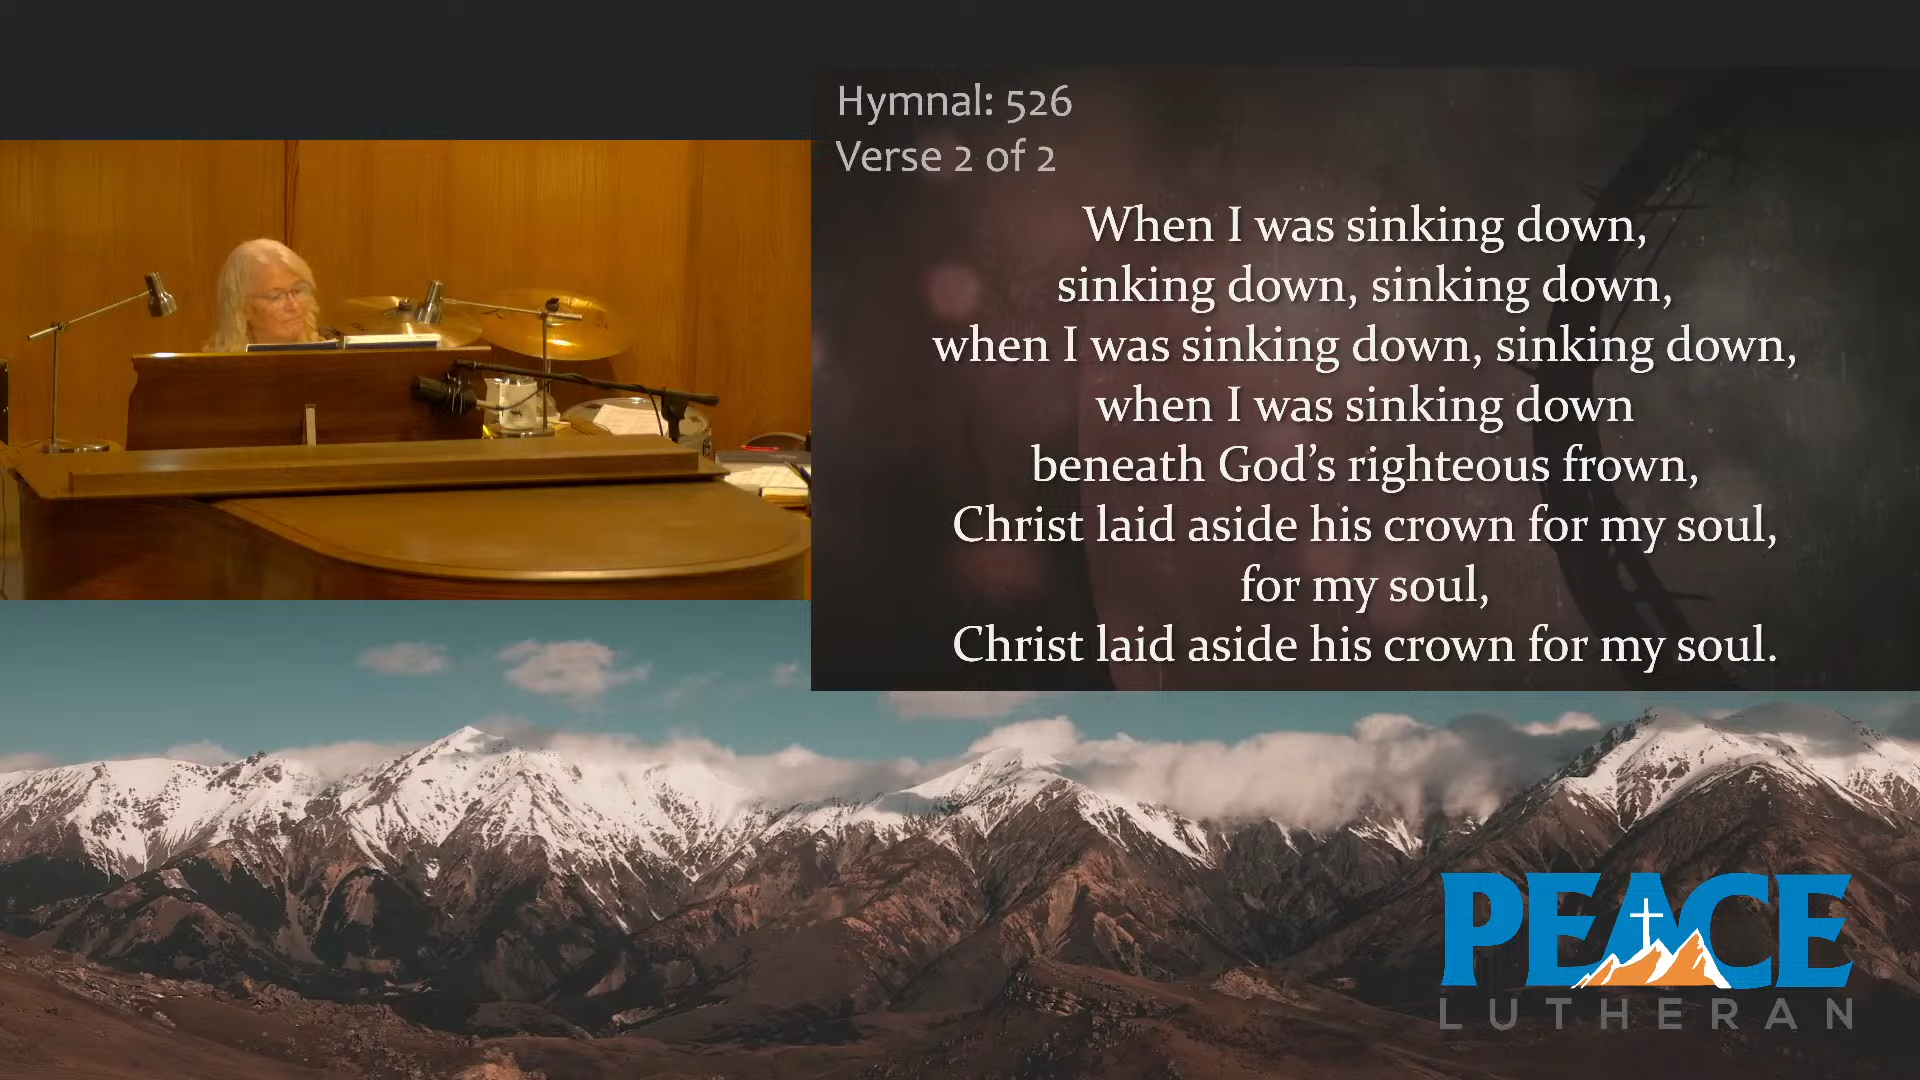 Hymnal: 526
Verse 2 of 2
When I was sinking down,
sinking down, sinking down,
when I was sinking down, sinking down,
when I was sinking down
beneath God’s righteous frown,
Christ laid aside his crown for my soul,
for my soul,
Christ laid aside his crown for my soul.
PEACE
LUTHERAN